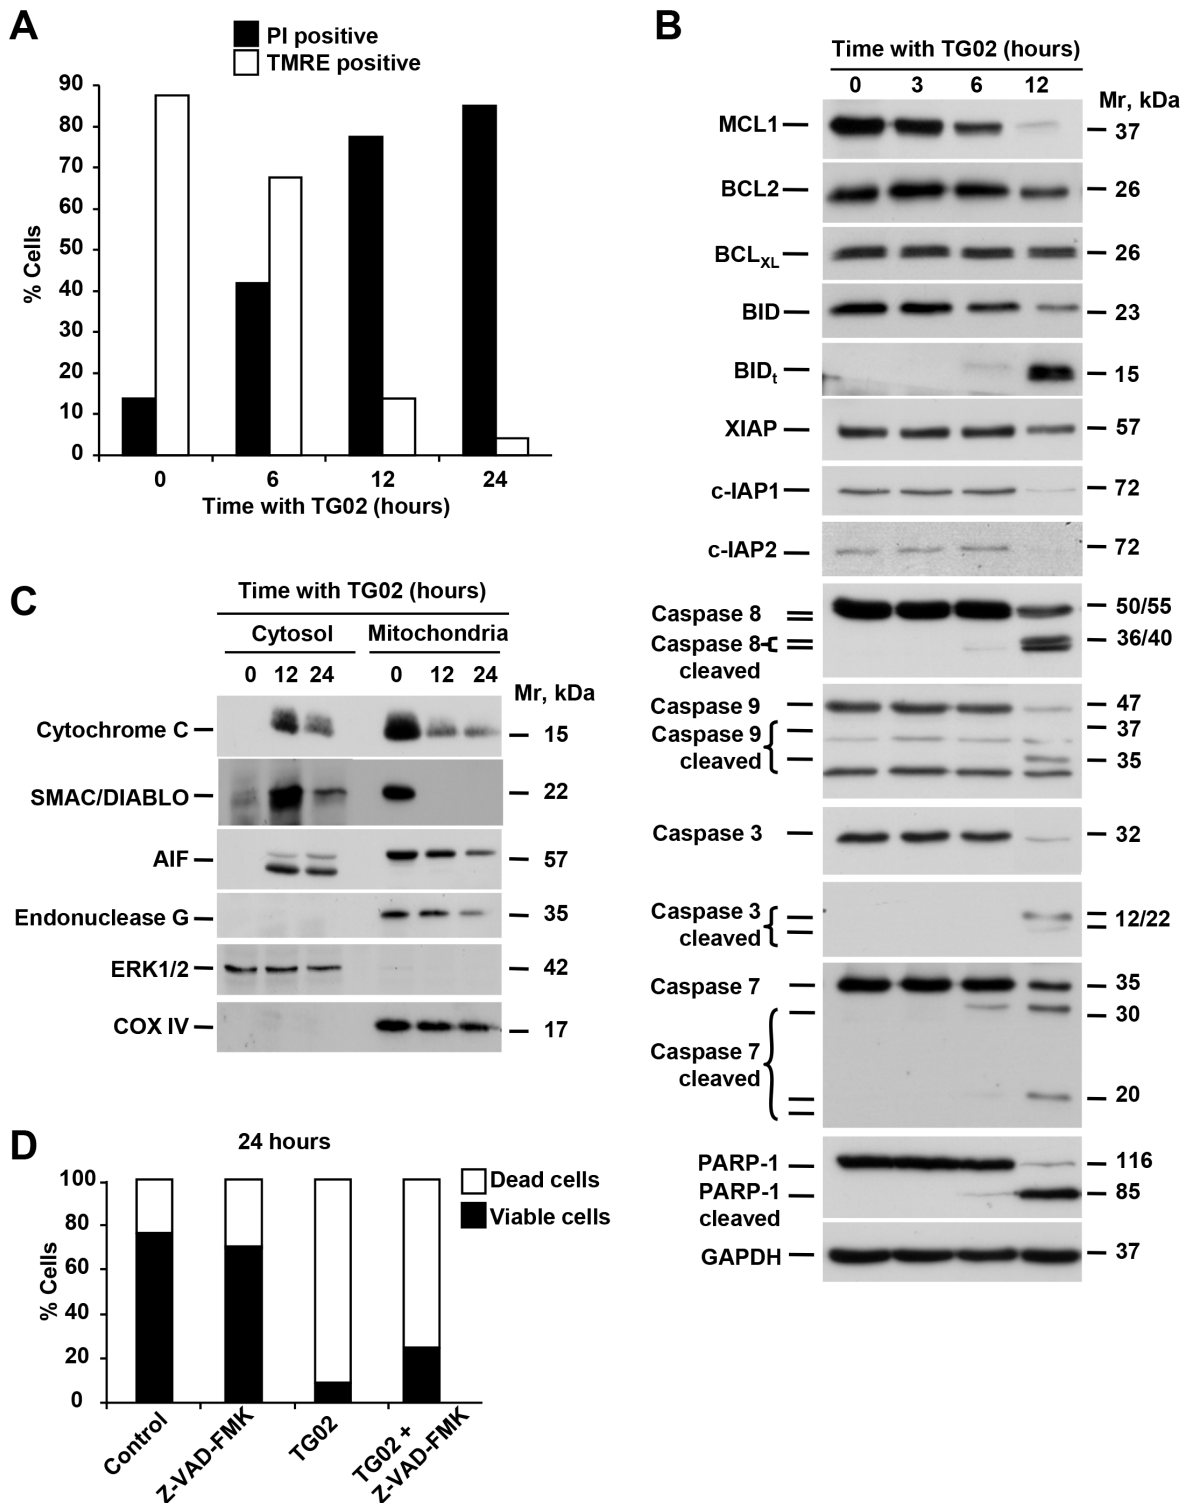 A
PI positive
TMRE positive
90
80
70
60
50
40
30
20
10
0
% Cells
0 6 12 24
Time with TG02 (hours)
B
Time with TG02 (hours)
0 3 6 12
Mr, kDa
MCL1 37
BCL2 26
BCLXL 26
BID 23
BIDt 15
XIAP 57
c-IAP1 72
c-IAP2 72
Caspase 8 50/55
Caspase 8 36/40
cleaved
Caspase 9 47
Caspase 9 37
cleaved 35
Caspase 3 32
Caspase 3 12/22
cleaved
Caspase 7 35
30
Caspase 7
cleaved
20
PARP-1 116
PARP-1 85
cleaved
GAPDH 37
C
Time with TG02 (hours)
Cytosol Mitochondria
0 12 24 0 12 24
Mr, kDa
Cytochrome C 15
SMAC/DIABLO 22
AIF 57
Endonuclease G 35
ERK1/2 42
COX IV 17
D
24 hours
Dead cells
Viable cells
100
80
60
40
20
0
% Cells
Control
Z-VAD-FMK
TG02
TG02 +
Z-VAD-FMK